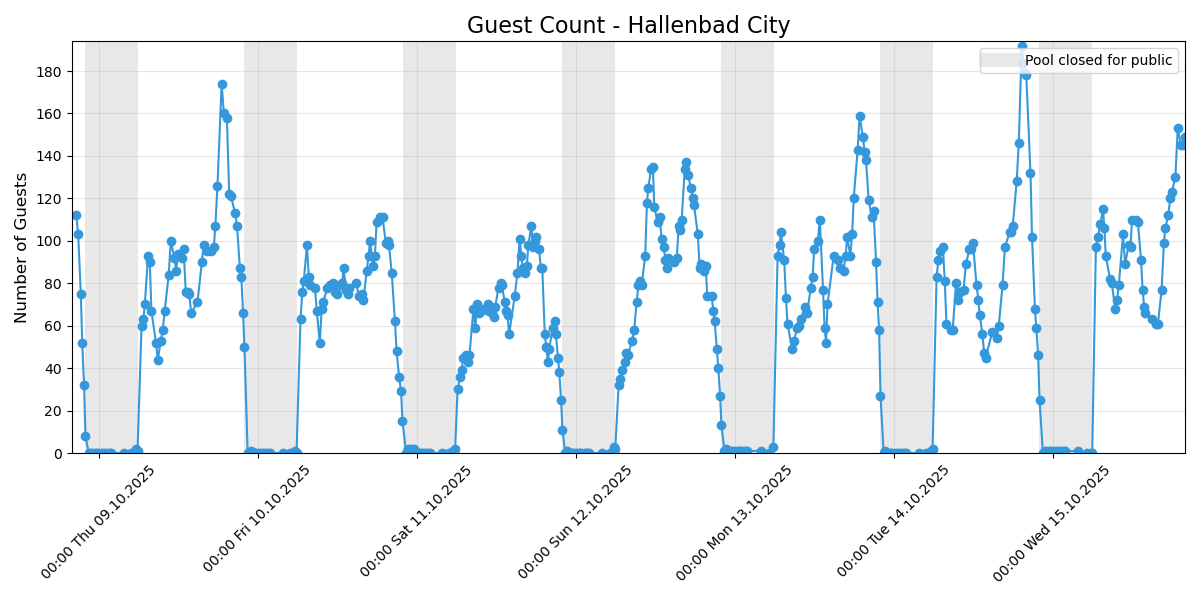 Guest Count - Hallenbad City
Pool closed for public
Number of Guests
180
160
140
120
100
80
60
40
20
0
00:00 Thu 09.10.2025
00:00 Fri 10.10.2025
00:00 Sat 11.10.2025
00:00 Sun 12.10.2025
00:00 Mon 13.10.2025
00:00 Tue 14.10.2025
00:00 Wed 15.10.2025